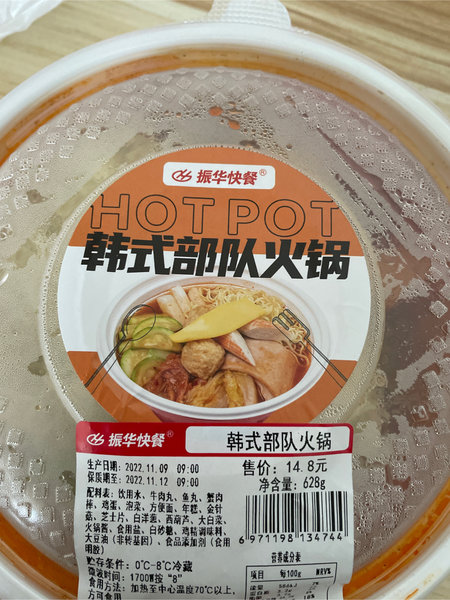 振华快餐®
HOT POT
韩式部队火锅
振华快餐®
韩式部队火锅
生产日期: 2022.11.09 09:00
保质期至: 2022.11.12 09:00
售价: 14.8元
净含量: 628g
配料表: 饮用水、牛肉丸、鱼丸、蟹肉
棒、鸡蛋、泡菜、方便面、年糕、金针
菇、芝士片、白洋葱、西葫芦、大白菜、
火锅酱、食用盐、白砂糖、鸡粉调味料、
大豆油(非转基因)、食品添加剂(食用
明胶)
6971198134744
贮存条件: 0℃-8℃冷藏
微波时间: 1700W按 "8"
食用方法: 加热至中心温度70℃以上,
方可食用
营养成分表
项目 每100g NRV%